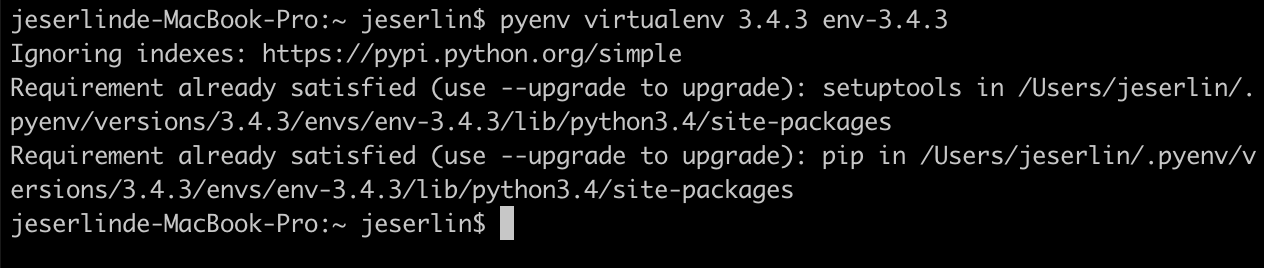 jeserlinde-MacBook-Pro:~ jeserlin$ pyenv virtualenv 3.4.3 env-3.4.3
Ignoring indexes: https://pypi.python.org/simple
Requirement already satisfied (use --upgrade to upgrade): setuptools in /Users/jeserlin/.
pyenv/versions/3.4.3/envs/env-3.4.3/lib/python3.4/site-packages
Requirement already satisfied (use --upgrade to upgrade): pip in /Users/jeserlin/.pyenv/v
ersions/3.4.3/envs/env-3.4.3/lib/python3.4/site-packages
jeserlinde-MacBook-Pro:~ jeserlin$